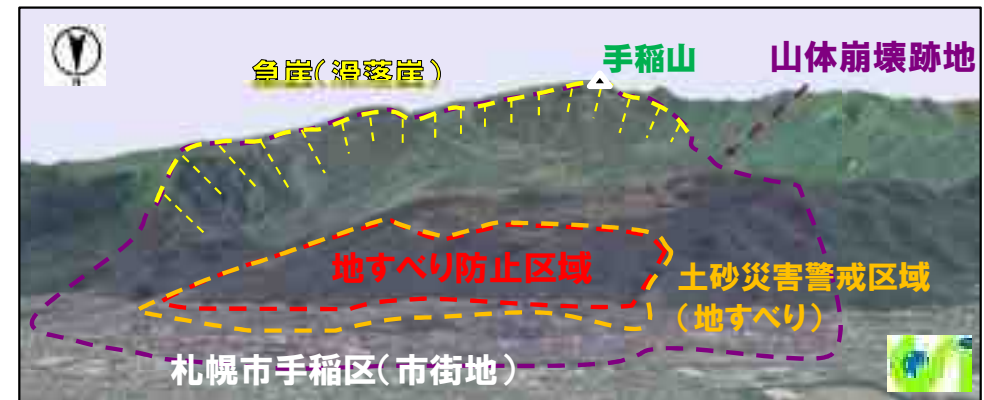 急崖(滑落崖)
手稲山
山体崩壊跡地
地すべり防止区域
土砂災害警戒区域
(地すべり)
札幌市手稲区(市街地)